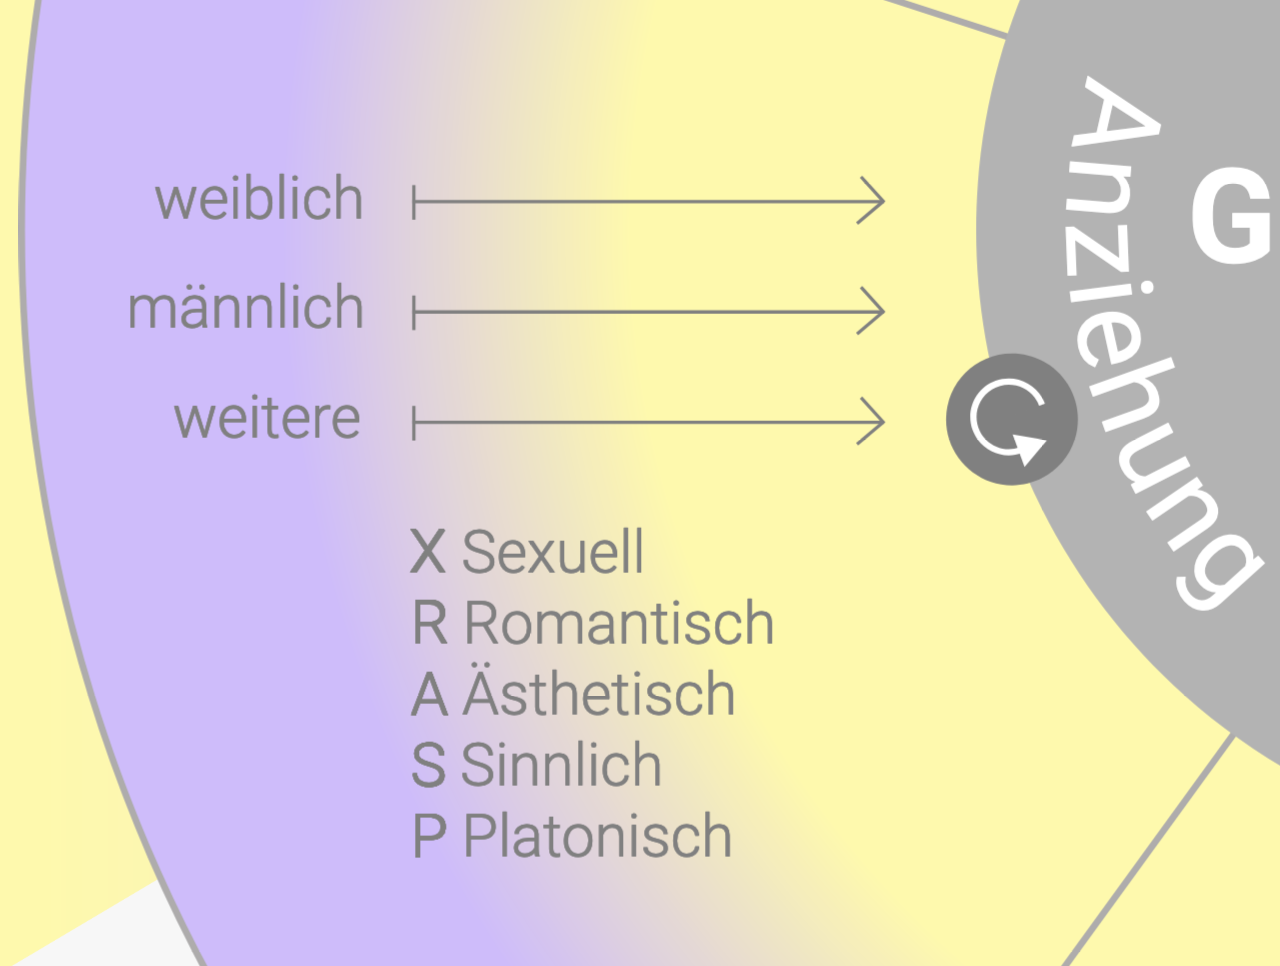 weiblich
männlich
weitere
X Sexuell
R Romantisch
A Ästhetisch
S Sinnlich
P Platonisch
Anziehung
G